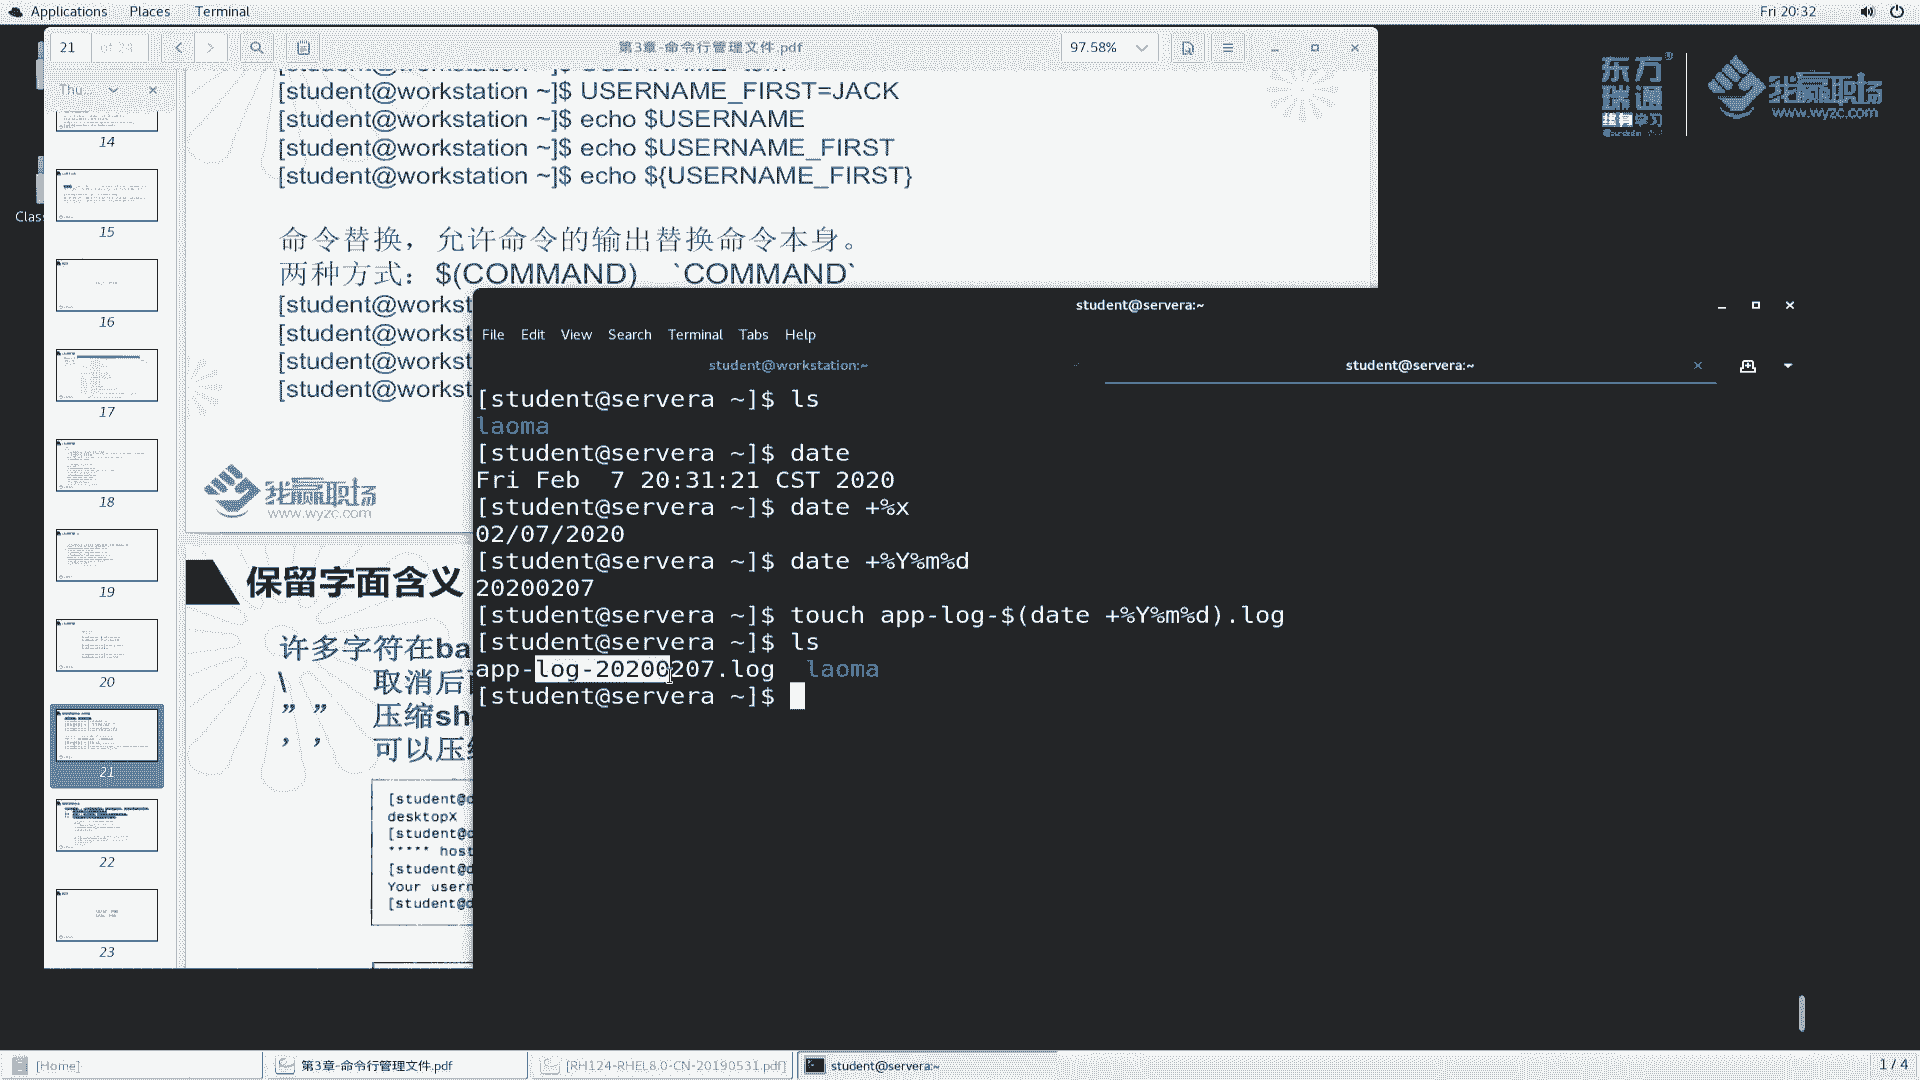 Applications Places Terminal
Fri 20:32
21 of 24
第3章-命令行管理文件.pdf
97.58%
Thu...
14
15
16
17
18
19
20
21
22
23
[student@workstation ~]$ USERNAME_FIRST=JACK
[student@workstation ~]$ echo $USERNAME
[student@workstation ~]$ echo $USERNAME_FIRST
[student@workstation ~]$ echo ${USERNAME_FIRST}
命令替换，允许命令的输出替换命令本身。
两种方式：$(COMMAND) `COMMAND`
[student@workst
[student@workst
[student@workst
[student@workst
我赢职场
www.wyzc.com
保留字面含义
许多字符在ba
\ 取消后
” ” 压缩sh
’ ’ 可以压
[student@d
desktopX
[student@d
***** host
[student@d
Your usern
[student@d
东方
瑞通
终身学习
我赢职场
www.wyzc.com
Clas
student@servera:~
File Edit View Search Terminal Tabs Help
student@workstation:~
student@servera:~
[student@servera ~]$ ls
laoma
[student@servera ~]$ date
Fri Feb  7 20:31:21 CST 2020
[student@servera ~]$ date +%x
02/07/2020
[student@servera ~]$ date +%Y%m%d
20200207
[student@servera ~]$ touch app-log-$(date +%Y%m%d).log
[student@servera ~]$ ls
app-log-20200207.log  laoma
[student@servera ~]$
[Home]
第3章-命令行管理文件.pdf
[RH124-RHEL8.0-CN-20190531.pdf]
student@servera:~
1 / 4